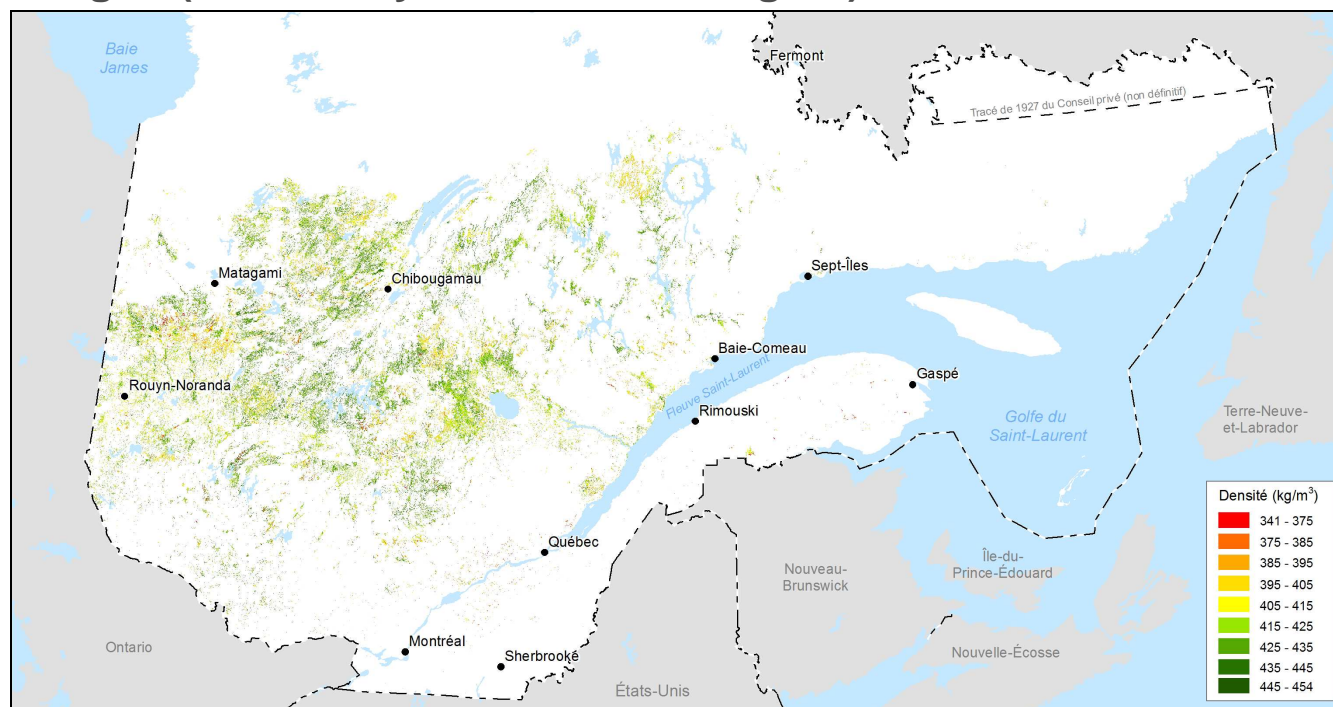 Baie
James
Fermont
Tracé de 1927 du Conseil privé (non définitif)
Matagami
Chibougamau
Sept-Îles
Baie-Comeau
Rouyn-Noranda
Fleuve Saint-Laurent
Gaspé
Rimouski
Golfe du
Saint-Laurent
Terre-Neuve-
et-Labrador
Québec
Nouveau-
Brunswick
Île-du-
Prince-Édouard
Ontario
Montréal
Sherbrooke
Nouvelle-Écosse
États-Unis
Densité (kg/m³)
341 - 375
375 - 385
385 - 395
395 - 405
405 - 415
415 - 425
425 - 435
435 - 445
445 - 454